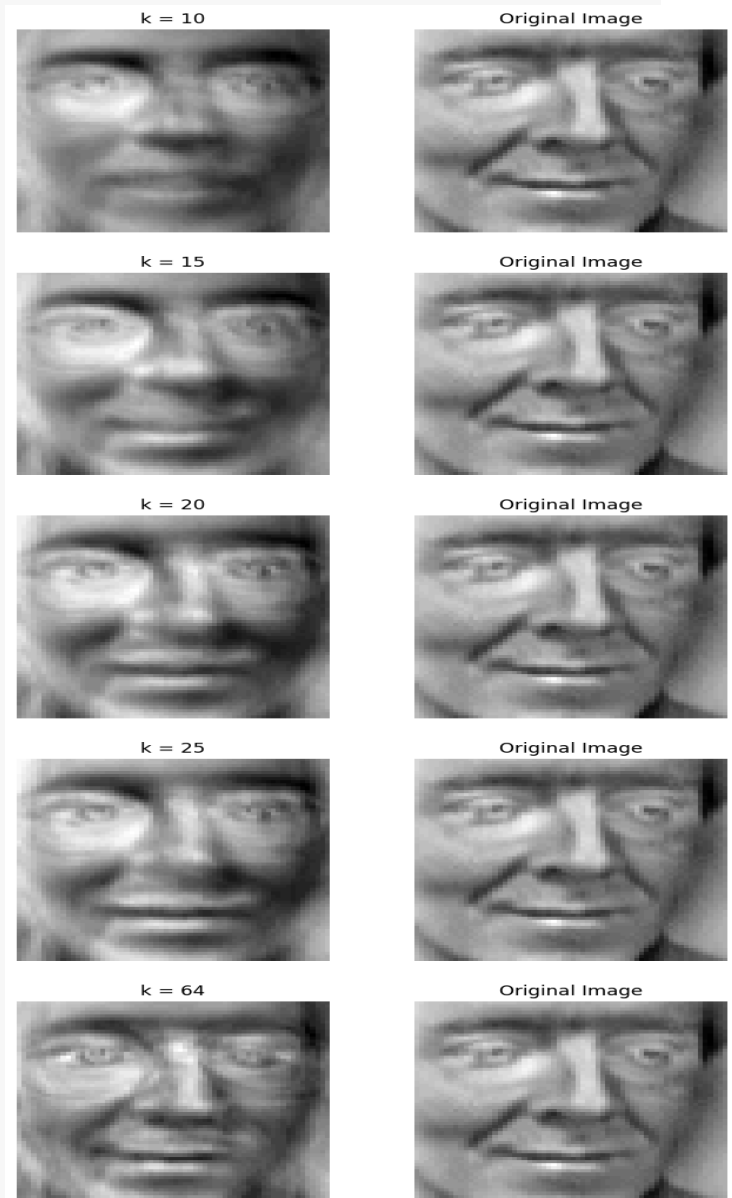 k = 10
Original Image
k = 15
Original Image
k = 20
Original Image
k = 25
Original Image
k = 64
Original Image